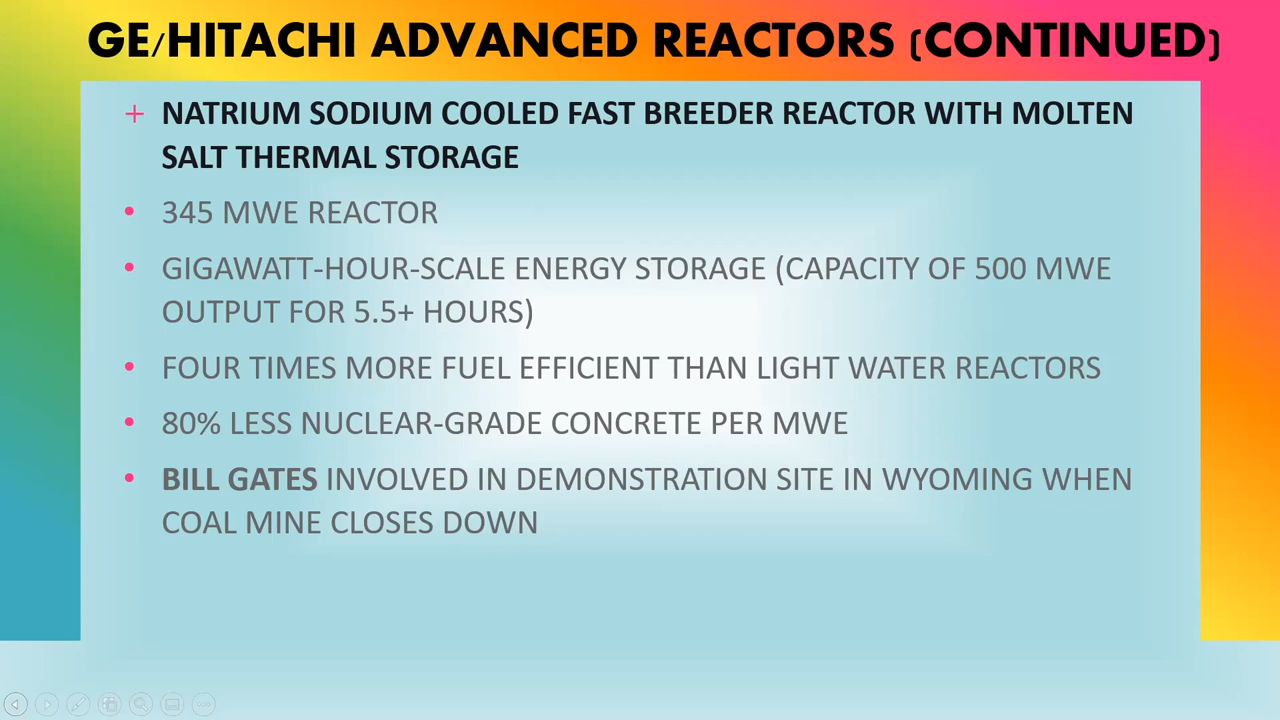 GE/HITACHI ADVANCED REACTORS (CONTINUED)
+ NATRIUM SODIUM COOLED FAST BREEDER REACTOR WITH MOLTEN
SALT THERMAL STORAGE
• 345 MWE REACTOR
• GIGAWATT-HOUR-SCALE ENERGY STORAGE (CAPACITY OF 500 MWE
OUTPUT FOR 5.5+ HOURS)
• FOUR TIMES MORE FUEL EFFICIENT THAN LIGHT WATER REACTORS
• 80% LESS NUCLEAR-GRADE CONCRETE PER MWE
• BILL GATES INVOLVED IN DEMONSTRATION SITE IN WYOMING WHEN
COAL MINE CLOSES DOWN